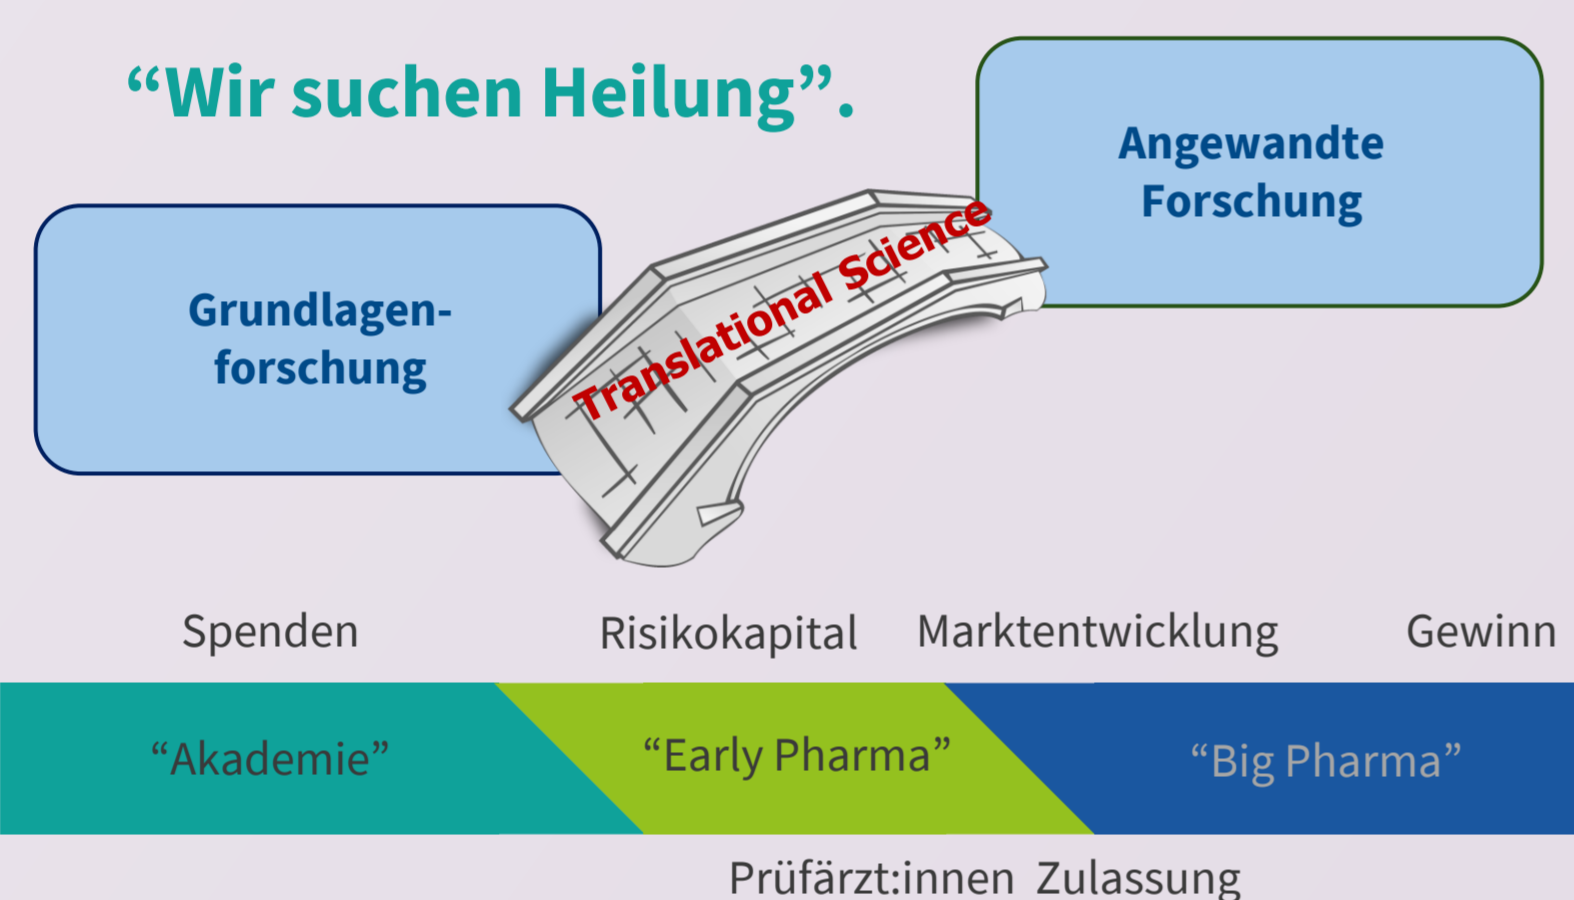 “Wir suchen Heilung”.
Angewandte
Forschung
Grundlagen-
forschung
Translational Science
Spenden
Risikokapital
Marktentwicklung
Gewinn
“Akademie”
“Early Pharma”
“Big Pharma”
Prüfärzt:innen
Zulassung